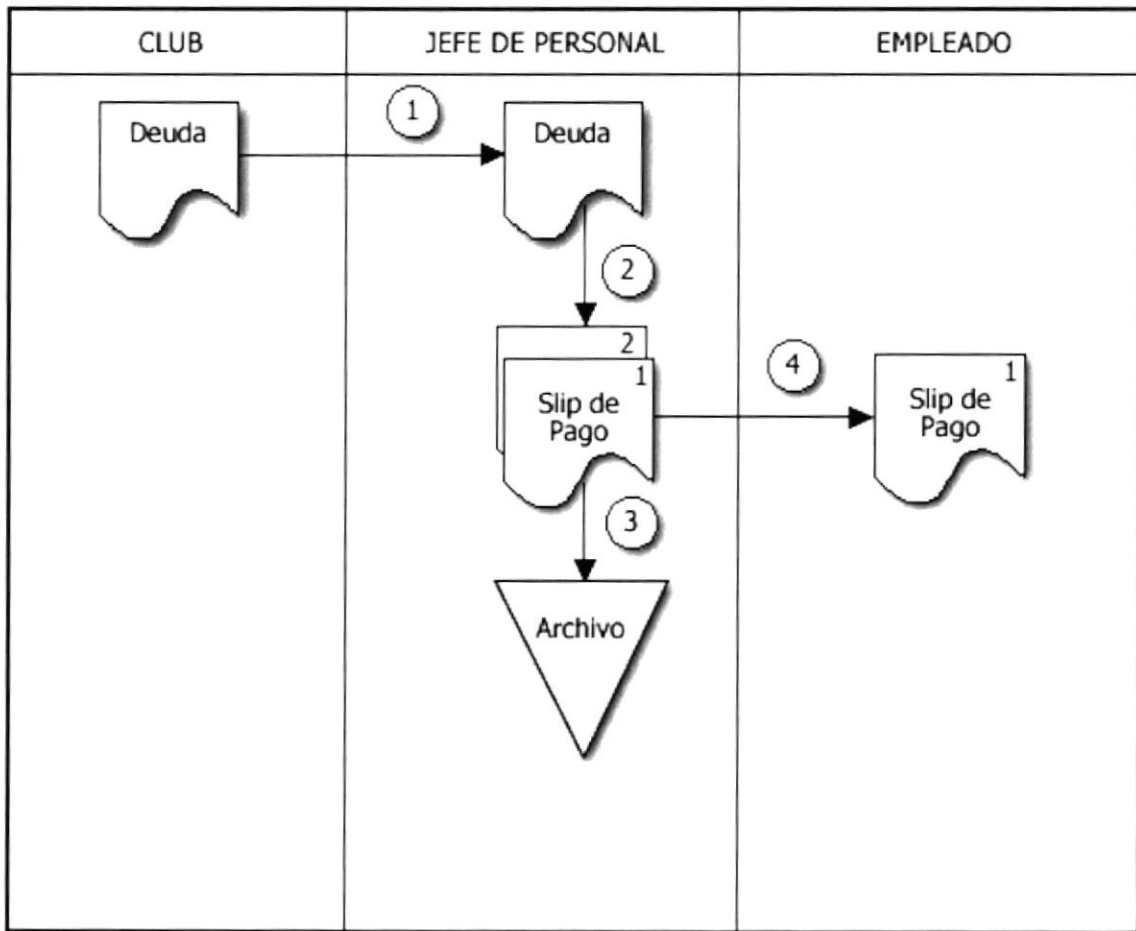 CLUB
JEFE DE PERSONAL
EMPLEADO
Deuda
1
Deuda
2
2
1
Slip de
Pago
4
1
Slip de
Pago
3
Archivo